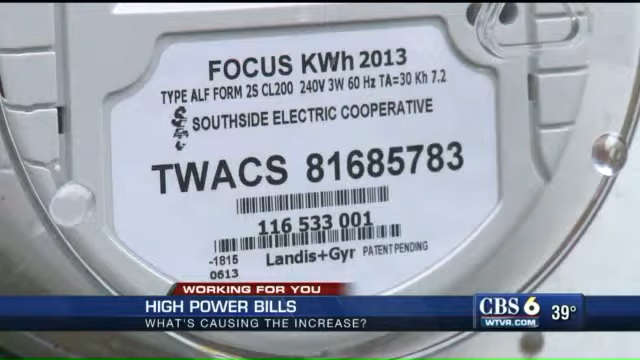 FOCUS KWh 2013
TYPE ALF FORM 2S CL200 240V 3W 60 Hz TA=30 Kh 7.2
SEC
SOUTHSIDE ELECTRIC COOPERATIVE
TWACS 81685783
116 533 001
-1815
0613
Landis+Gyr PATENT PENDING
WORKING FOR YOU
HIGH POWER BILLS
WHAT'S CAUSING THE INCREASE?
CBS 6
WTVR.COM
39°